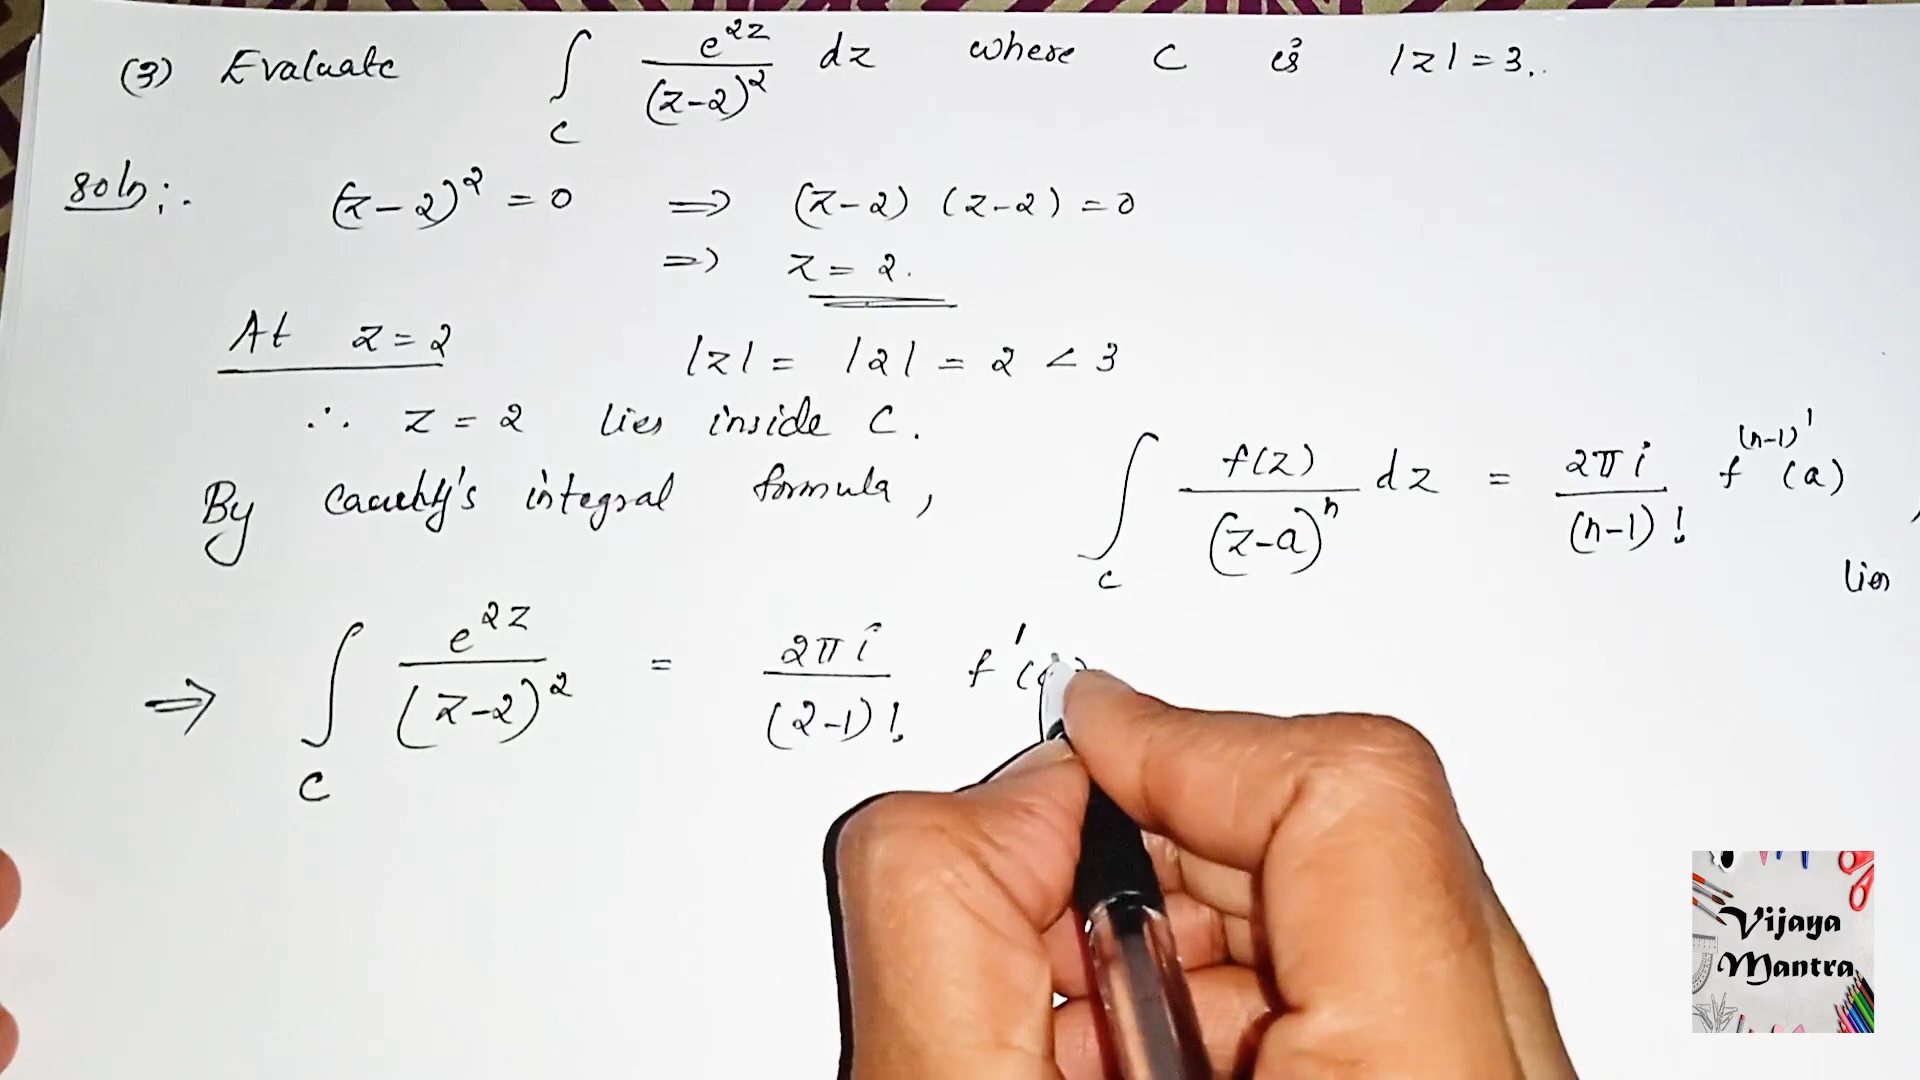 (3) Evaluate ∫_C e^{2z}/(z-2)^2 dz where C is |z| = 3.
soln:- (z-2)^2 = 0 ⇒ (z-2) (z-2) = 0
⇒ z = 2.
At z = 2 |z| = |2| = 2 < 3
∴ z = 2 lies inside C.
By Cauchy's integral formula, ∫_C f(z)/(z-a)^n dz = 2πi/(n-1)! f^{(n-1)'}(a)
lies
⇒ ∫_C e^{2z}/(z-2)^2 = 2πi/(2-1)! f'(
Vijaya
Mantra